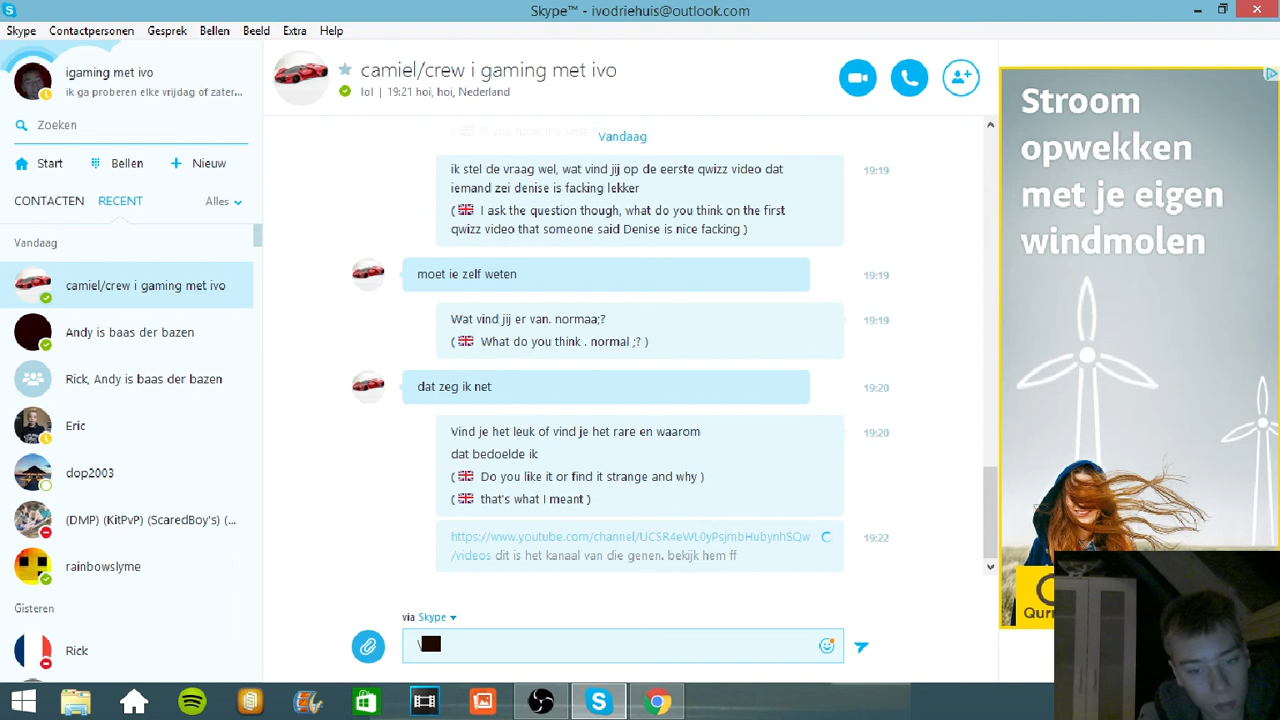 Skype™ - ivodriehuis@outlook.com
Skype Contactpersonen Gesprek Bellen Beeld Extra Help
igaming met ivo
ik ga proberen elke vrijdag of zater...
Zoeken
Start Bellen Nieuw
CONTACTEN RECENT Alles
Vandaag
camiel/crew i gaming met ivo
Andy is baas der bazen
Rick, Andy is baas der bazen
Eric
dop2003
(DMP) (KitPvP) (ScaredBoy's) (...
rainbowslyme
Gisteren
Rick
camiel/crew i gaming met ivo
lol | 19:21 hoi, hoi, Nederland
Vandaag
ik stel de vraag wel, wat vind jij op de eerste qwizz video dat 19:19
iemand zei denise is facking lekker
( I ask the question though, what do you think on the first
qwizz video that someone said Denise is nice facking )
moet ie zelf weten 19:19
Wat vind jij er van. normaa;? 19:19
( What do you think . normal ;? )
dat zeg ik net 19:20
Vind je het leuk of vind je het rare en waarom 19:20
dat bedoelde ik
( Do you like it or find it strange and why )
( that's what I meant )
https://www.youtube.com/channel/UCSR4eWL0yPsjmbHubynhSQw 19:22
/videos dit is het kanaal van die genen. bekijk hem ff
via Skype
\
Stroom
opwekken
met je eigen
windmolen